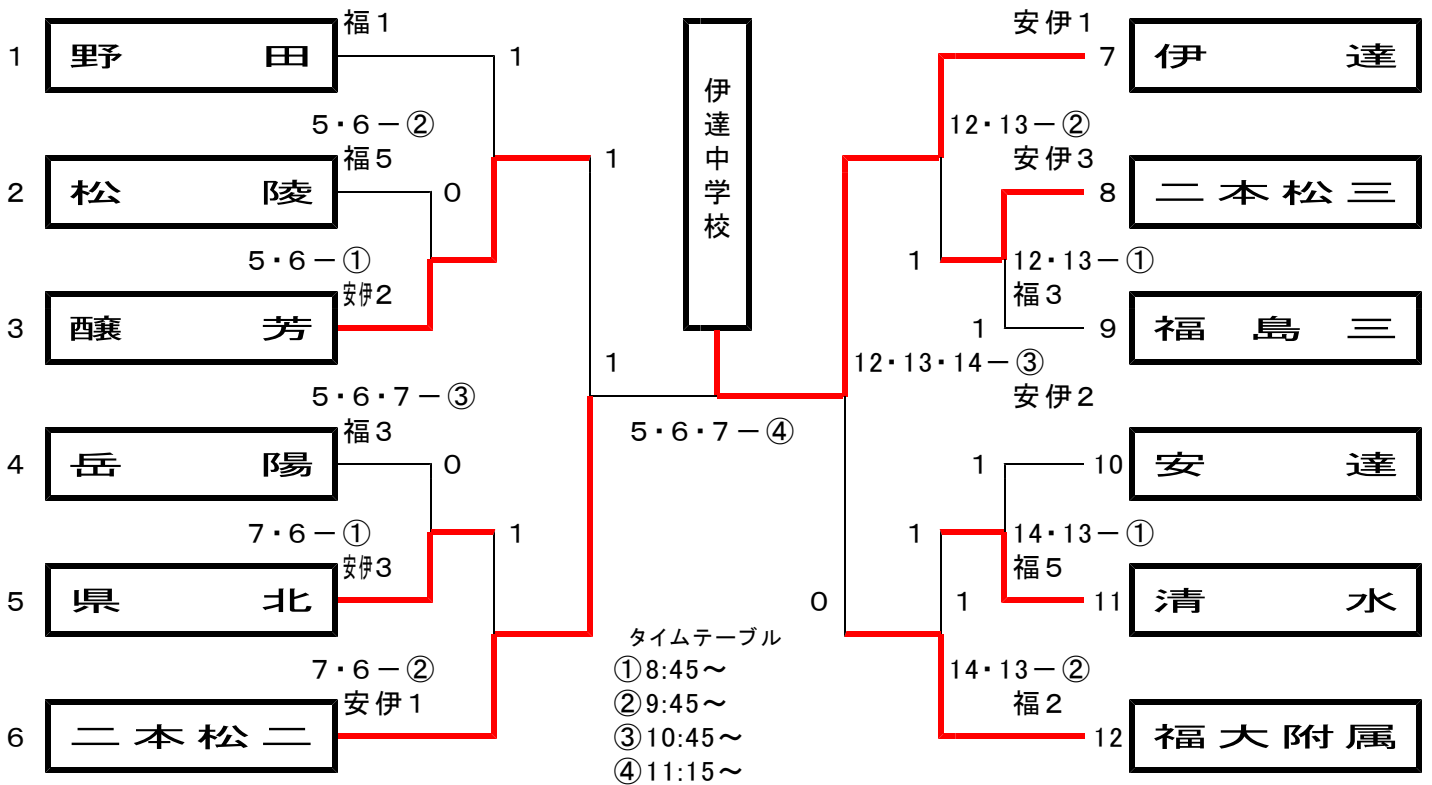 福1
1 野田 1
5・6－②
福5
2 松陵 0
5・6－①
安伊2
3 醸芳
1
1
5・6・7－③
福3
4 岳陽 0
7・6－①
安伊3
5 県北
1
7・6－②
安伊1
6 二本松二
伊達中学校
5・6・7－④
タイムテーブル
①8:45～
②9:45～
③10:45～
④11:15～
安伊1
7 伊達
12・13－②
安伊3
8 二本松三
1
12・13－①
福3
1 9 福島三
12・13・14－③
安伊2
1 10 安達
1
14・13－①
福5
0 1 11 清水
14・13－②
福2
12 福大附属